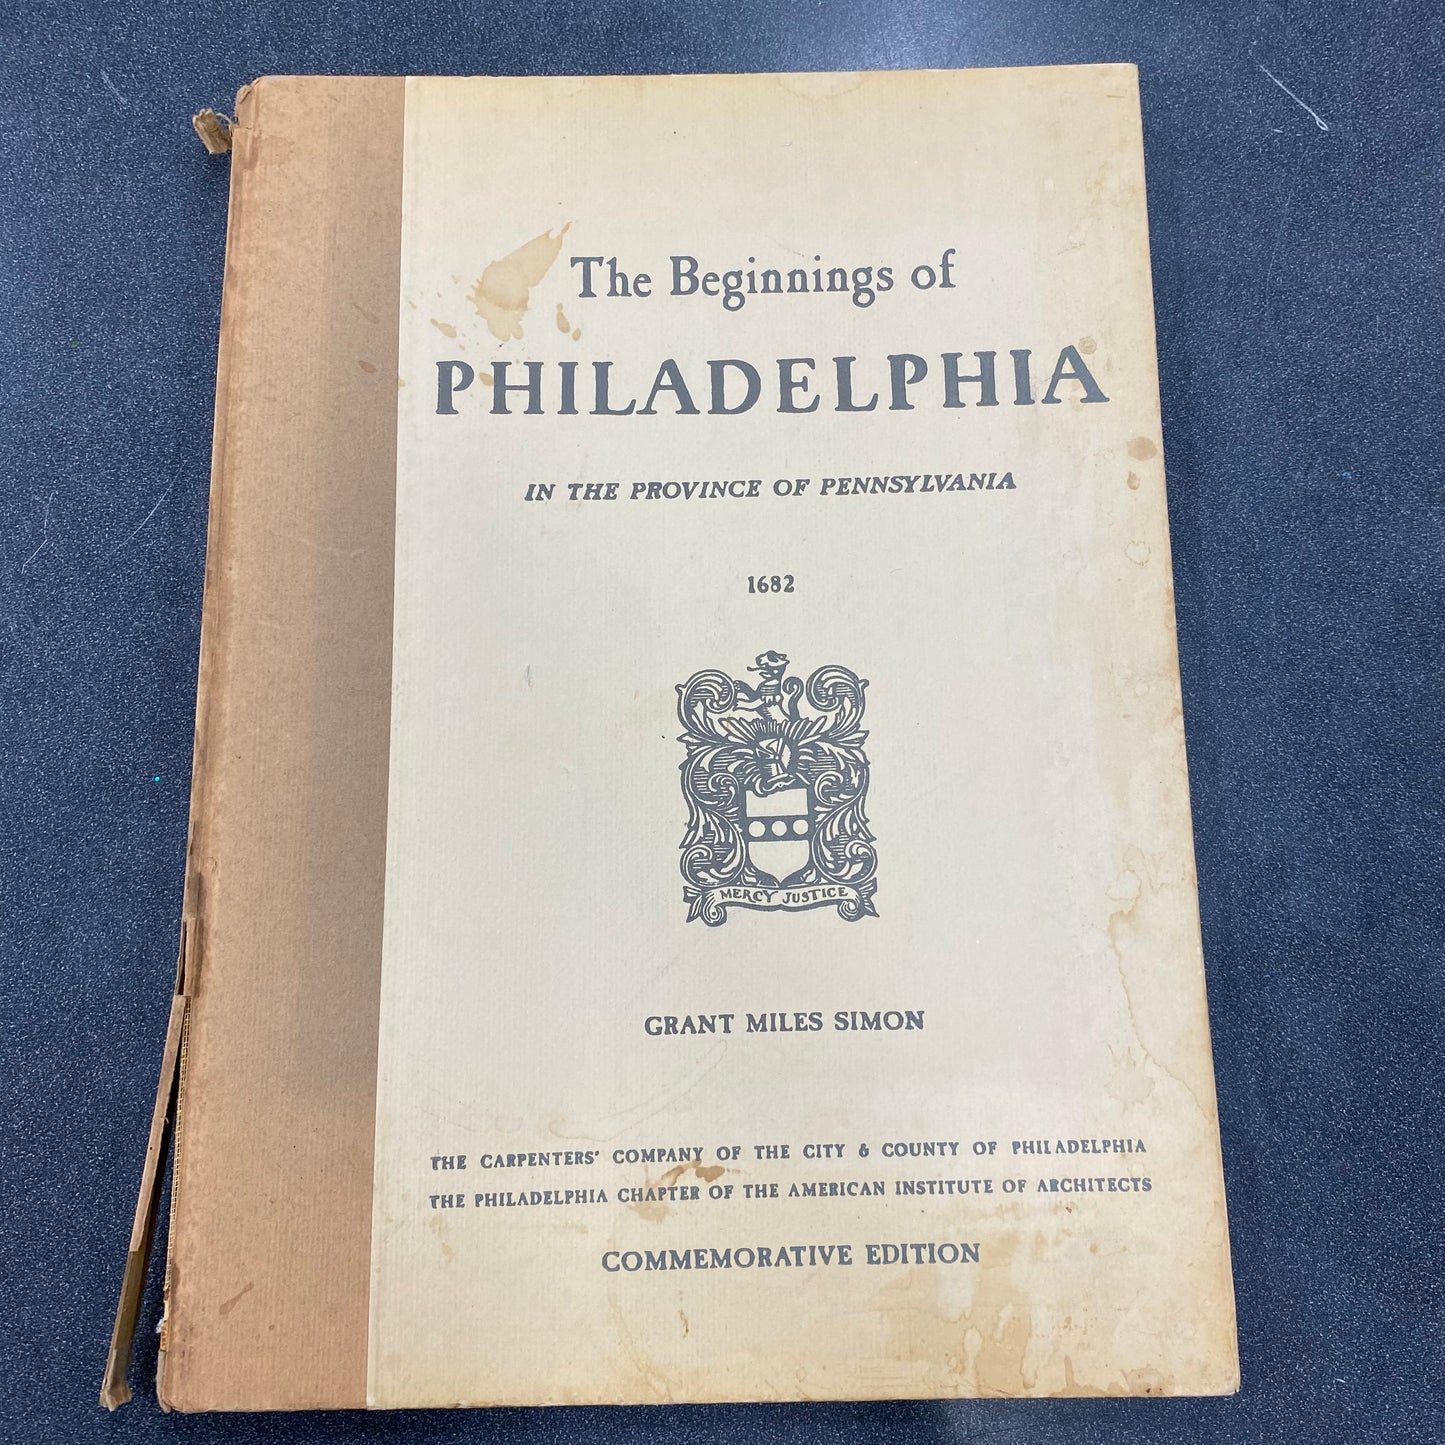 The Beginnings of
PHILADELPHIA
IN THE PROVINCE OF PENNSYLVANIA
1682
MERCY JUSTICE
GRANT MILES SIMON
THE CARPENTERS' COMPANY OF THE CITY & COUNTY OF PHILADELPHIA
THE PHILADELPHIA CHAPTER OF THE AMERICAN INSTITUTE OF ARCHITECTS
COMMEMORATIVE EDITION